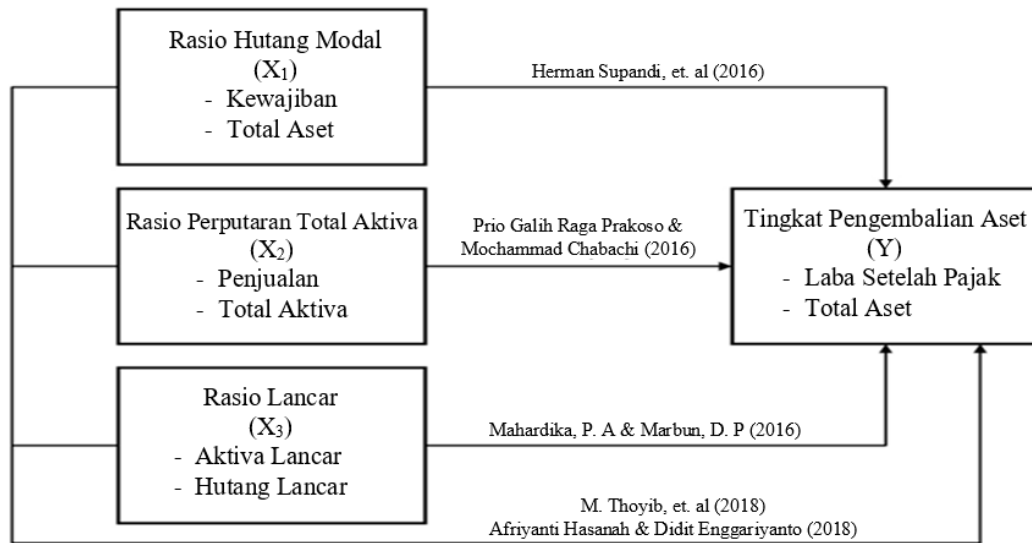 Rasio Hutang Modal
(X₁)
- Kewajiban
- Total Aset
Herman Supandi, et. al (2016)
Rasio Perputaran Total Aktiva
(X₂)
- Penjualan
- Total Aktiva
Prio Galih Raga Prakoso &
Mochammad Chabachi (2016)
Tingkat Pengembalian Aset
(Y)
- Laba Setelah Pajak
- Total Aset
Rasio Lancar
(X₃)
- Aktiva Lancar
- Hutang Lancar
Mahardika, P. A & Marbun, D. P (2016)
M. Thoyib, et. al (2018)
Afriyanti Hasanah & Didit Enggariyanto (2018)